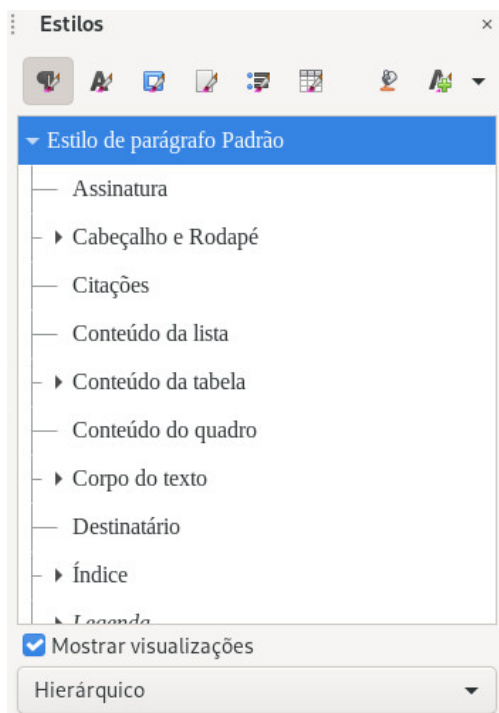 Estilos
Estilo de parágrafo Padrão
Assinatura
Cabeçalho e Rodapé
Citações
Conteúdo da lista
Conteúdo da tabela
Conteúdo do quadro
Corpo do texto
Destinatário
Índice
Legenda
Mostrar visualizações
Hierárquico